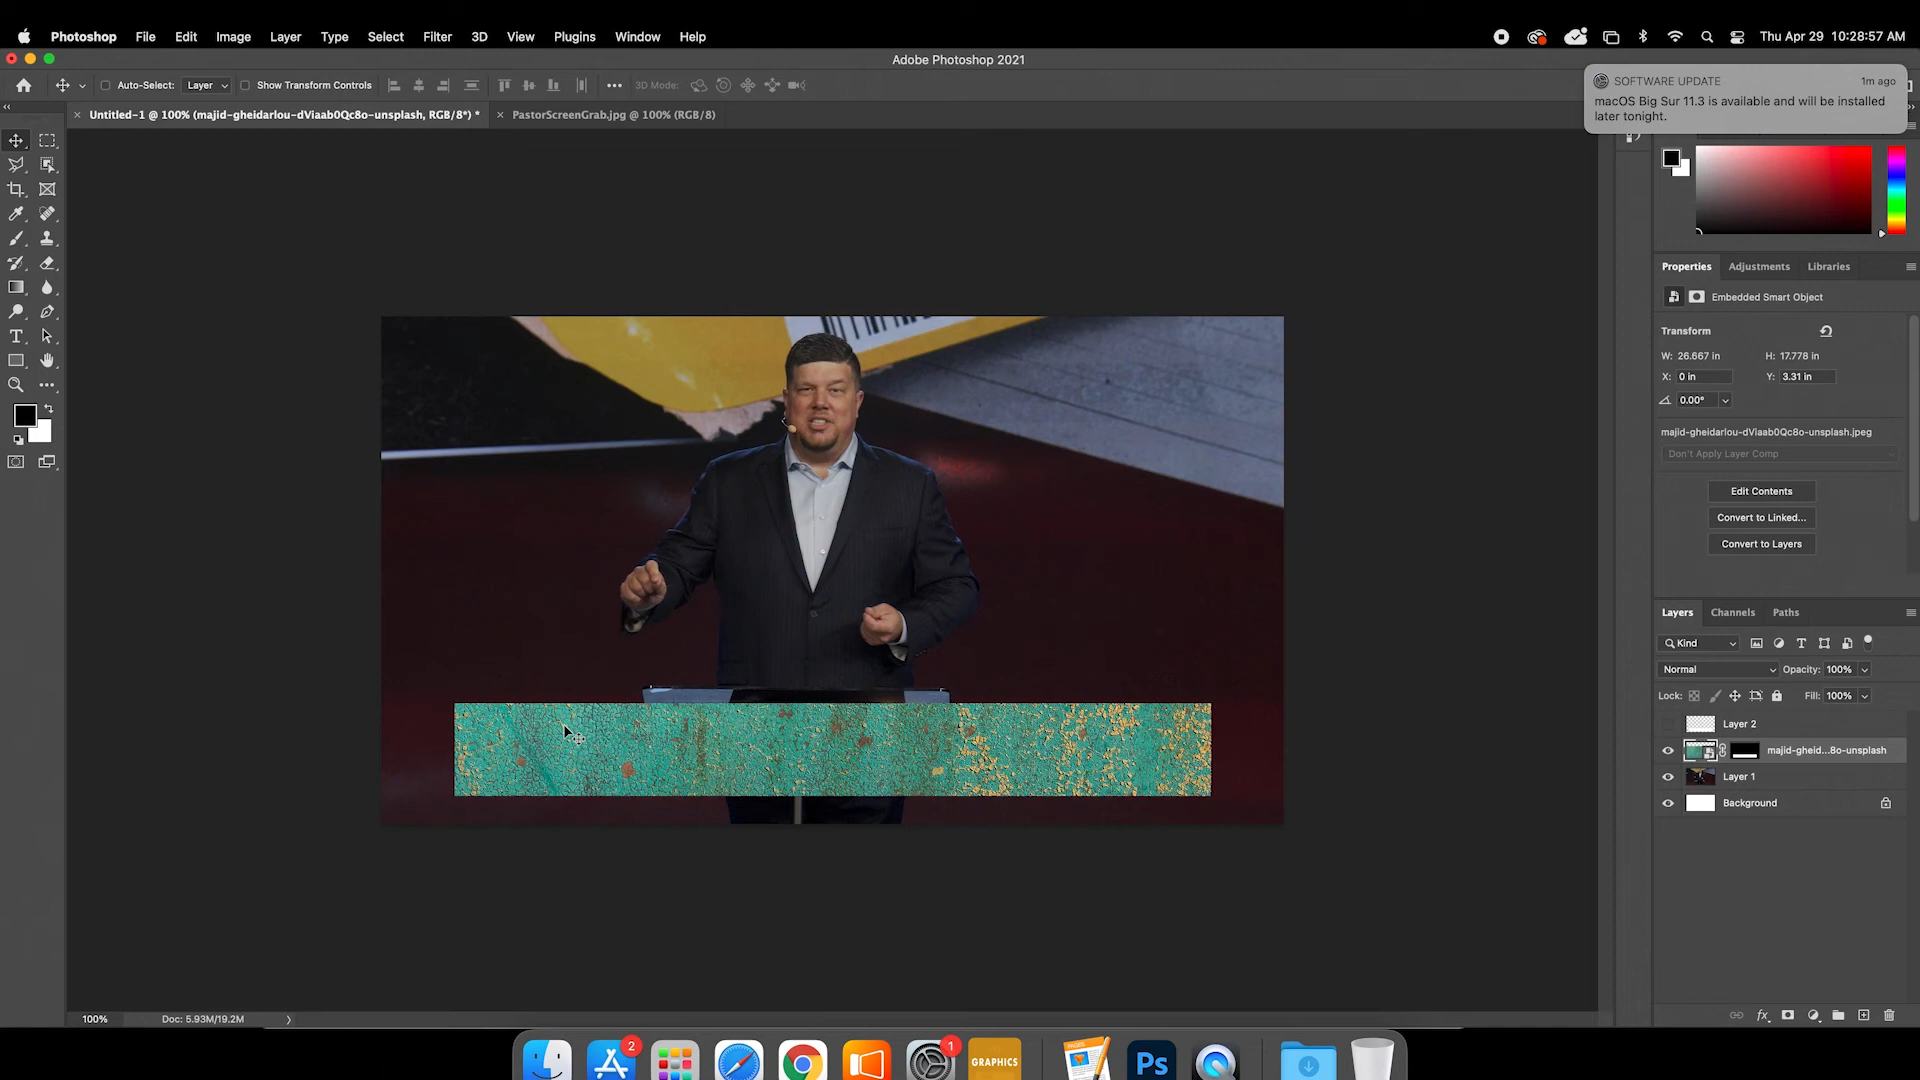 Photoshop File Edit Image Layer Type Select Filter 3D View Plugins Window Help
Thu Apr 29 10:28:57 AM
Adobe Photoshop 2021
Auto-Select: Layer Show Transform Controls 3D Mode:
SOFTWARE UPDATE 1m ago
macOS Big Sur 11.3 is available and will be installed
later tonight.
Untitled-1 @ 100% (majid-gheidarlou-dViaab0Qc8o-unsplash, RGB/8*) *
PastorScreenGrab.jpg @ 100% (RGB/8)
Properties Adjustments Libraries
Embedded Smart Object
Transform
W: 26.667 in H: 17.778 in
X: 0 in Y: 3.31 in
0.00°
majid-gheidarlou-dViaab0Qc8o-unsplash.jpeg
Don't Apply Layer Comp
Edit Contents
Convert to Linked...
Convert to Layers
Layers Channels Paths
Kind
Normal Opacity: 100%
Lock: Fill: 100%
Layer 2
majid-gheid...8o-unsplash
Layer 1
Background
100% Doc: 5.93M/19.2M
2
1
GRAPHICS
PAGES
Ps